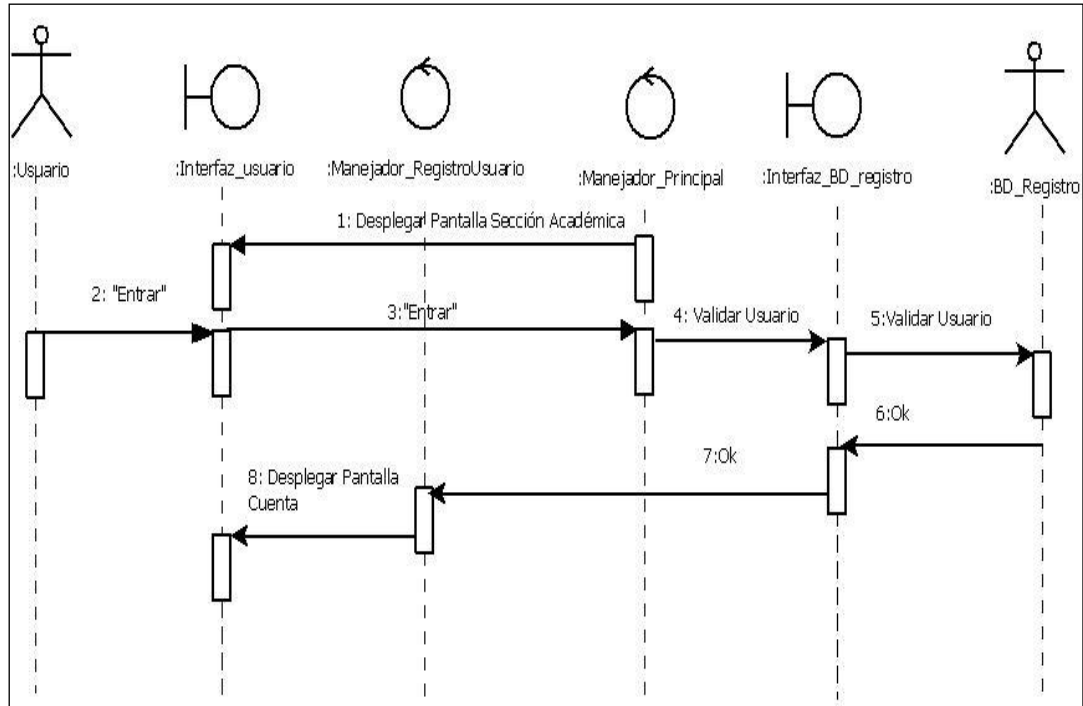 :Usuario
:Interfaz_usuario
:Manejador_RegistroUsuario
:Manejador_Principal
:Interfaz_BD_registro
:BD_Registro
1: Desplegar Pantalla Sección Académica
2: "Entrar"
3:"Entrar"
4: Validar Usuario
5:Validar Usuario
6:Ok
7:Ok
8: Desplegar Pantalla
Cuenta